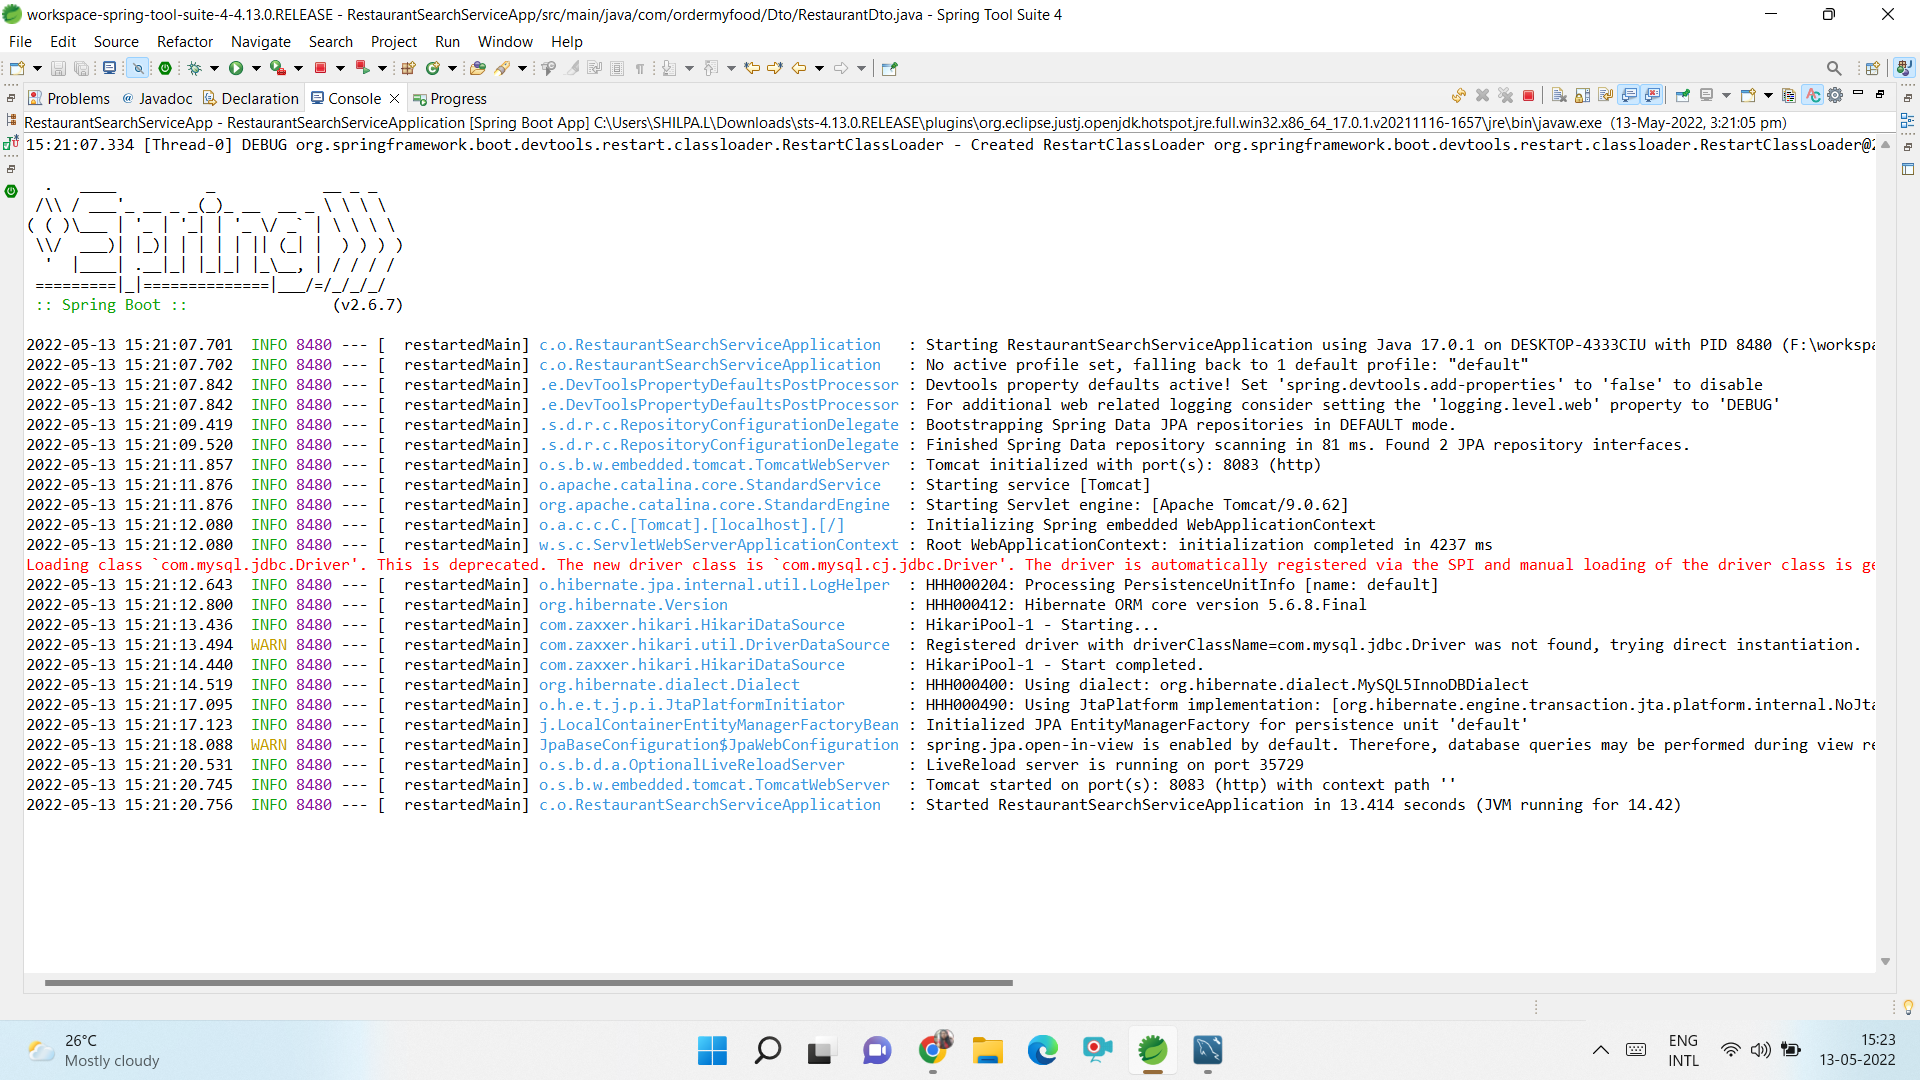 workspace-spring-tool-suite-4-4.13.0.RELEASE - RestaurantSearchServiceApp/src/main/java/com/ordermyfood/Dto/RestaurantDto.java - Spring Tool Suite 4
File Edit Source Refactor Navigate Search Project Run Window Help
Problems @ Javadoc Declaration Console Progress
RestaurantSearchServiceApp - RestaurantSearchServiceApplication [Spring Boot App] C:\Users\SHILPA.L\Downloads\sts-4.13.0.RELEASE\plugins\org.eclipse.justj.openjdk.hotspot.jre.full.win32.x86_64_17.0.1.v20211116-1657\jre\bin\javaw.exe (13-May-2022, 3:21:05 pm)
15:21:07.334 [Thread-0] DEBUG org.springframework.boot.devtools.restart.classloader.RestartClassLoader - Created RestartClassLoader org.springframework.boot.devtools.restart.classloader.RestartClassLoader@
Spring
:: Spring Boot :: (v2.6.7)
2022-05-13 15:21:07.701 INFO 8480 --- [ restartedMain] c.o.RestaurantSearchServiceApplication : Starting RestaurantSearchServiceApplication using Java 17.0.1 on DESKTOP-4333CIU with PID 8480 (F:\workspa
2022-05-13 15:21:07.702 INFO 8480 --- [ restartedMain] c.o.RestaurantSearchServiceApplication : No active profile set, falling back to 1 default profile: "default"
2022-05-13 15:21:07.842 INFO 8480 --- [ restartedMain] .e.DevToolsPropertyDefaultsPostProcessor : Devtools property defaults active! Set 'spring.devtools.add-properties' to 'false' to disable
2022-05-13 15:21:07.842 INFO 8480 --- [ restartedMain] .e.DevToolsPropertyDefaultsPostProcessor : For additional web related logging consider setting the 'logging.level.web' property to 'DEBUG'
2022-05-13 15:21:09.419 INFO 8480 --- [ restartedMain] .s.d.r.c.RepositoryConfigurationDelegate : Bootstrapping Spring Data JPA repositories in DEFAULT mode.
2022-05-13 15:21:09.520 INFO 8480 --- [ restartedMain] .s.d.r.c.RepositoryConfigurationDelegate : Finished Spring Data repository scanning in 81 ms. Found 2 JPA repository interfaces.
2022-05-13 15:21:11.857 INFO 8480 --- [ restartedMain] o.s.b.w.embedded.tomcat.TomcatWebServer : Tomcat initialized with port(s): 8083 (http)
2022-05-13 15:21:11.876 INFO 8480 --- [ restartedMain] o.apache.catalina.core.StandardService : Starting service [Tomcat]
2022-05-13 15:21:11.876 INFO 8480 --- [ restartedMain] org.apache.catalina.core.StandardEngine : Starting Servlet engine: [Apache Tomcat/9.0.62]
2022-05-13 15:21:12.080 INFO 8480 --- [ restartedMain] o.a.c.c.C.[Tomcat].[localhost].[/] : Initializing Spring embedded WebApplicationContext
2022-05-13 15:21:12.080 INFO 8480 --- [ restartedMain] w.s.c.ServletWebServerApplicationContext : Root WebApplicationContext: initialization completed in 4237 ms
Loading class `com.mysql.jdbc.Driver'. This is deprecated. The new driver class is `com.mysql.cj.jdbc.Driver'. The driver is automatically registered via the SPI and manual loading of the driver class is ge
2022-05-13 15:21:12.643 INFO 8480 --- [ restartedMain] o.hibernate.jpa.internal.util.LogHelper : HHH000204: Processing PersistenceUnitInfo [name: default]
2022-05-13 15:21:12.800 INFO 8480 --- [ restartedMain] org.hibernate.Version : HHH000412: Hibernate ORM core version 5.6.8.Final
2022-05-13 15:21:13.436 INFO 8480 --- [ restartedMain] com.zaxxer.hikari.HikariDataSource : HikariPool-1 - Starting...
2022-05-13 15:21:13.494 WARN 8480 --- [ restartedMain] com.zaxxer.hikari.util.DriverDataSource : Registered driver with driverClassName=com.mysql.jdbc.Driver was not found, trying direct instantiation.
2022-05-13 15:21:14.440 INFO 8480 --- [ restartedMain] com.zaxxer.hikari.HikariDataSource : HikariPool-1 - Start completed.
2022-05-13 15:21:14.519 INFO 8480 --- [ restartedMain] org.hibernate.dialect.Dialect : HHH000400: Using dialect: org.hibernate.dialect.MySQL5InnoDBDialect
2022-05-13 15:21:17.095 INFO 8480 --- [ restartedMain] o.h.e.t.j.p.i.JtaPlatformInitiator : HHH000490: Using JtaPlatform implementation: [org.hibernate.engine.transaction.jta.platform.internal.NoJta
2022-05-13 15:21:17.123 INFO 8480 --- [ restartedMain] j.LocalContainerEntityManagerFactoryBean : Initialized JPA EntityManagerFactory for persistence unit 'default'
2022-05-13 15:21:18.088 WARN 8480 --- [ restartedMain] JpaBaseConfiguration$JpaWebConfiguration : spring.jpa.open-in-view is enabled by default. Therefore, database queries may be performed during view re
2022-05-13 15:21:20.531 INFO 8480 --- [ restartedMain] o.s.b.d.a.OptionalLiveReloadServer : LiveReload server is running on port 35729
2022-05-13 15:21:20.745 INFO 8480 --- [ restartedMain] o.s.b.w.embedded.tomcat.TomcatWebServer : Tomcat started on port(s): 8083 (http) with context path ''
2022-05-13 15:21:20.756 INFO 8480 --- [ restartedMain] c.o.RestaurantSearchServiceApplication : Started RestaurantSearchServiceApplication in 13.414 seconds (JVM running for 14.42)
26°C
Mostly cloudy
ENG
INTL
15:23
13-05-2022